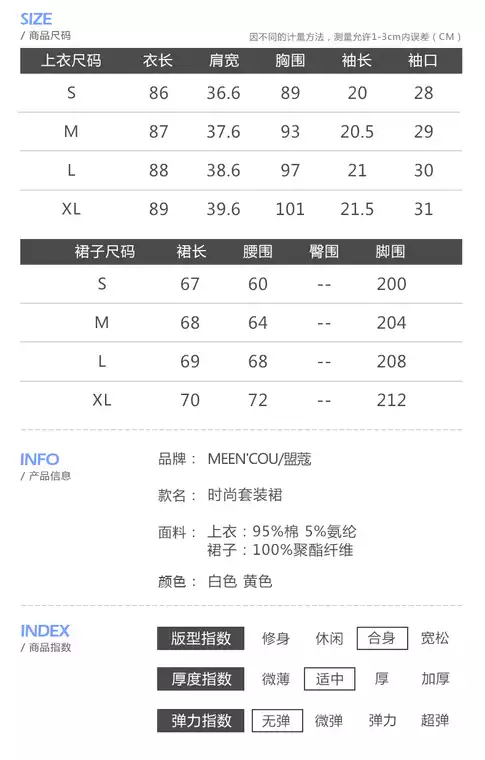 SIZE
/ 商品尺码
因不同的计量方法，测量允许1-3cm内误差（CM）
上衣尺码 衣长 肩宽 胸围 袖长 袖口
S 86 36.6 89 20 28
M 87 37.6 93 20.5 29
L 88 38.6 97 21 30
XL 89 39.6 101 21.5 31
裙子尺码 裙长 腰围 臀围 脚围
S 67 60 -- 200
M 68 64 -- 204
L 69 68 -- 208
XL 70 72 -- 212
INFO
/ 产品信息
品牌： MEEN'COU/盟蔻
款名： 时尚套装裙
面料： 上衣：95%棉 5%氨纶
裙子：100%聚酯纤维
颜色： 白色 黄色
INDEX
/ 商品指数
版型指数 修身 休闲 合身 宽松
厚度指数 微薄 适中 厚 加厚
弹力指数 无弹 微弹 弹力 超弹